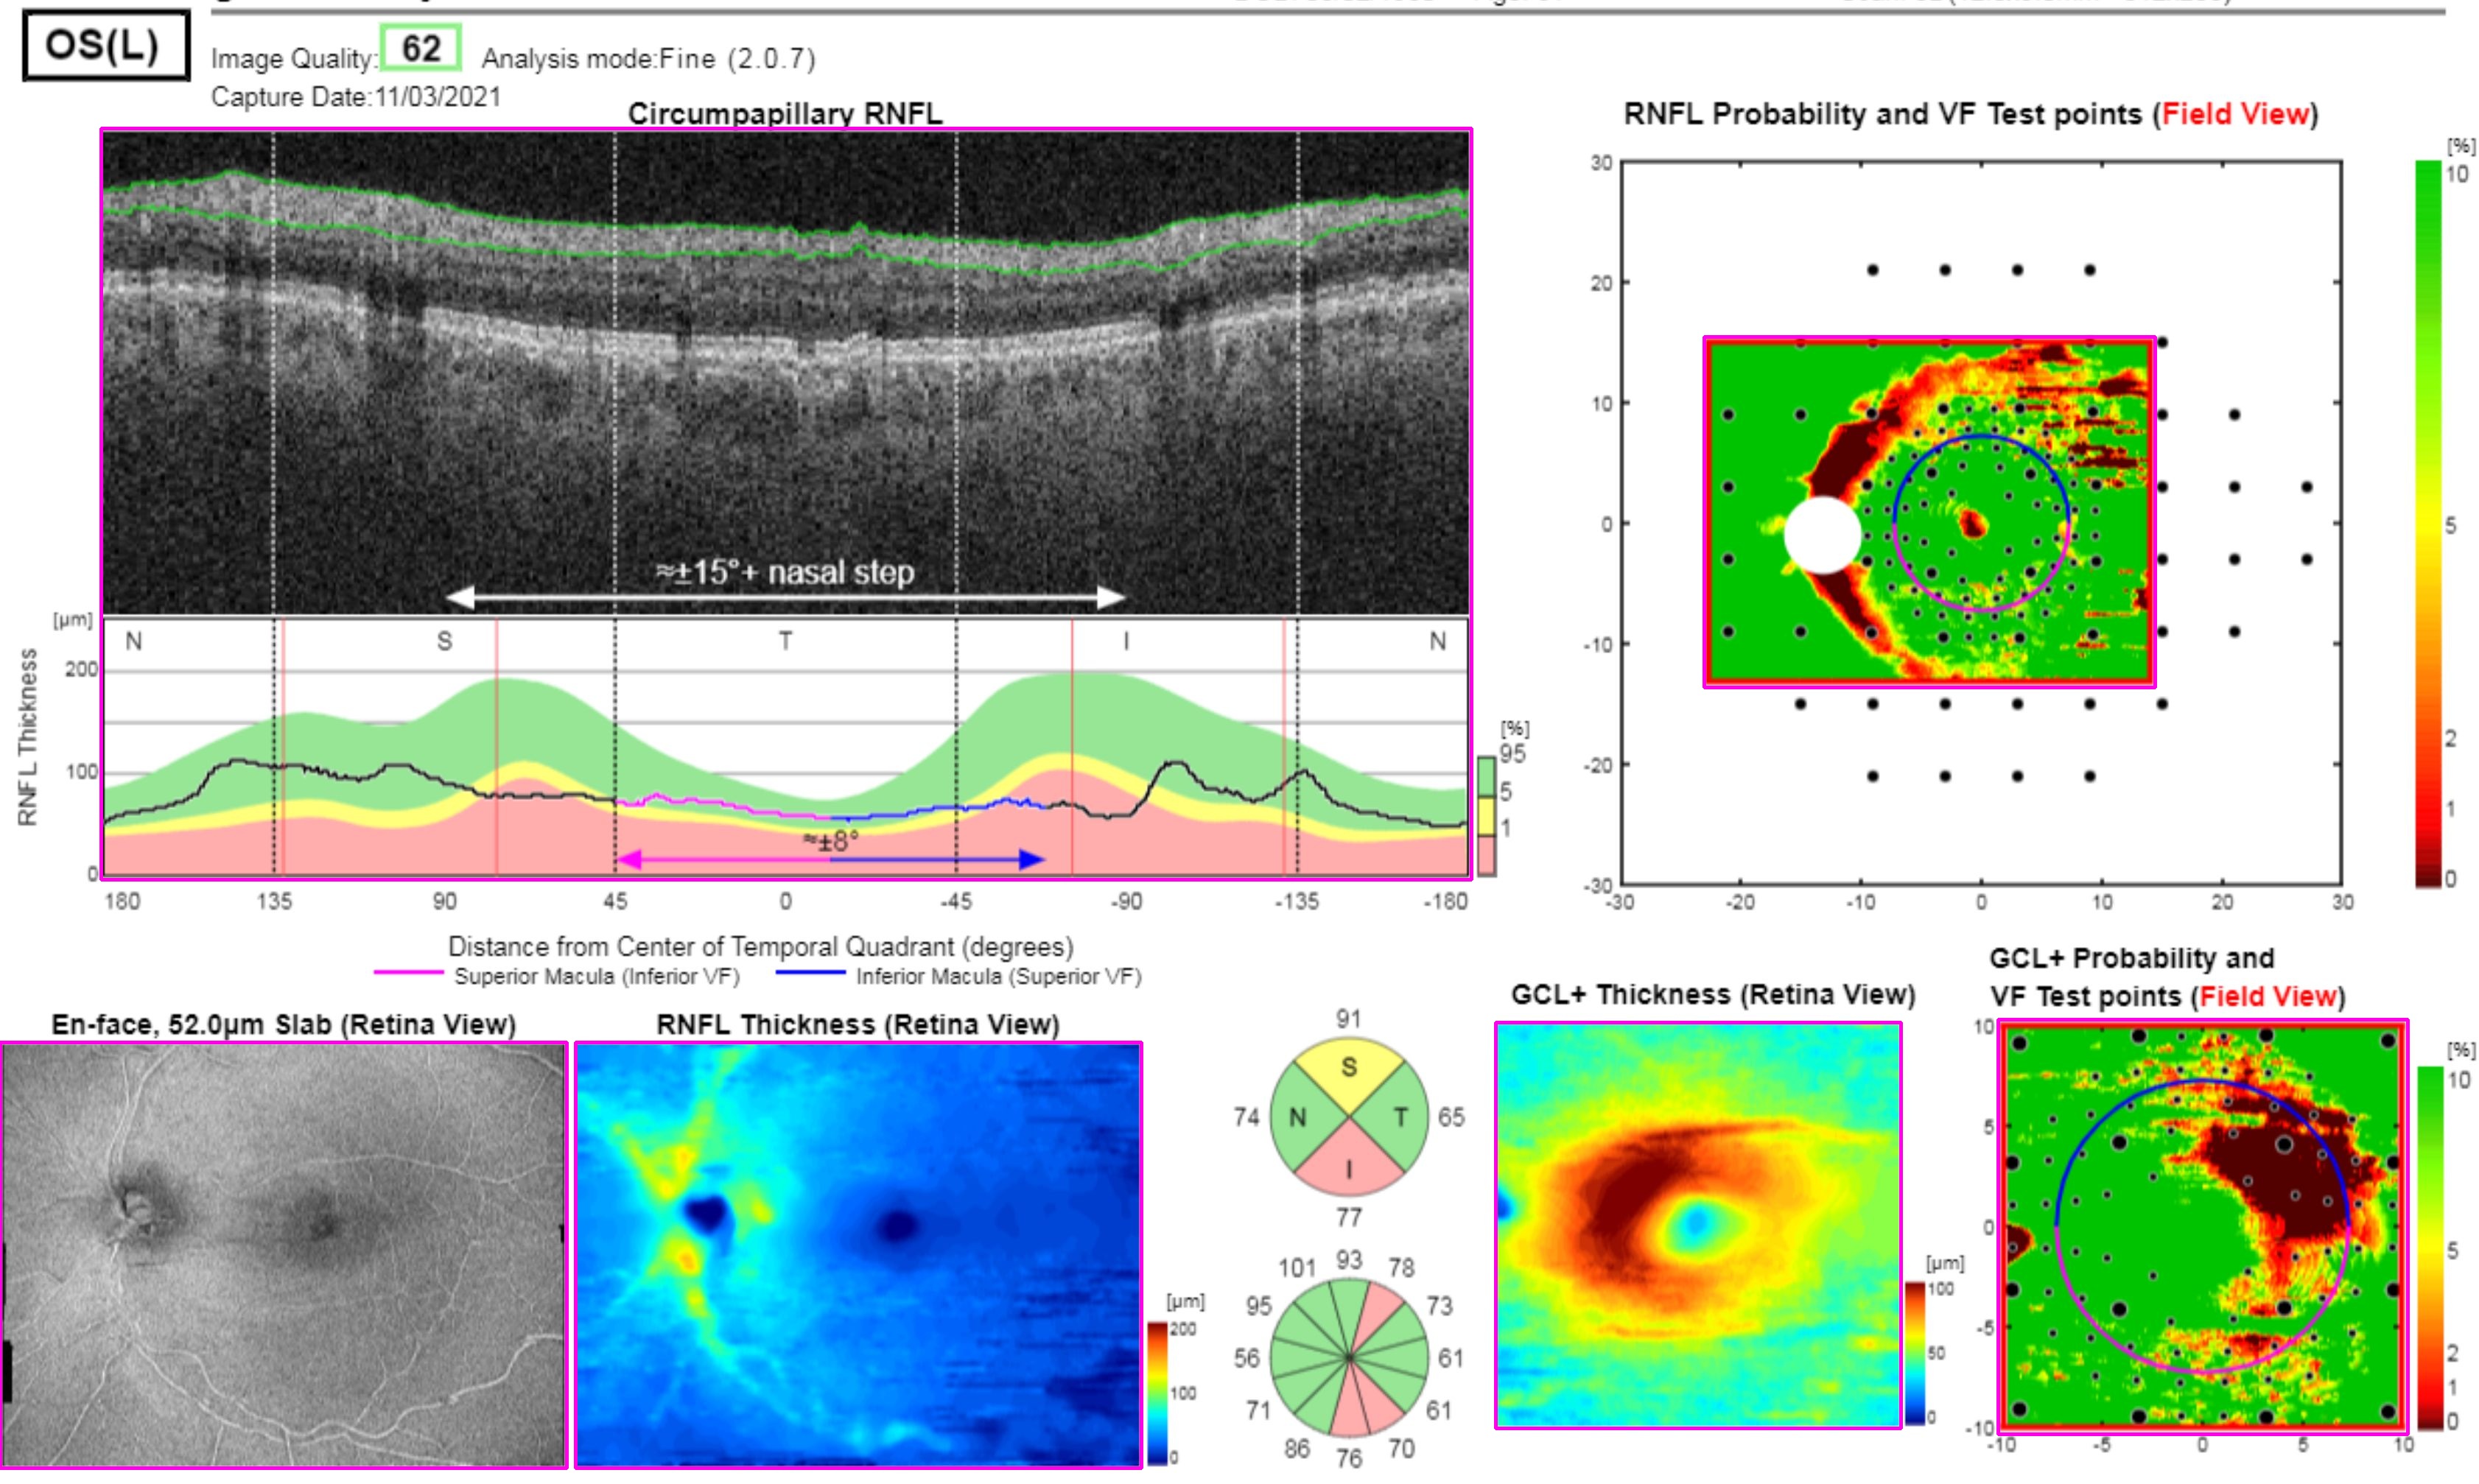 OS(L)
Image Quality: 62 Analysis mode:Fine (2.0.7)
Capture Date:11/03/2021
Circumpapillary RNFL
≈±15°+ nasal step
[µm]
N S T I N
RNFL Thickness
200
100
0
≈±8°
[%]
95
5
1
180 135 90 45 0 -45 -90 -135 -180
Distance from Center of Temporal Quadrant (degrees)
Superior Macula (Inferior VF) Inferior Macula (Superior VF)
RNFL Probability and VF Test points (Field View)
30
20
10
0
-10
-20
-30
-30 -20 -10 0 10 20 30
[%]
10
5
2
1
0
En-face, 52.0µm Slab (Retina View)
RNFL Thickness (Retina View)
[µm]
200
100
0
91
S
74 N T 65
I
77
101 93 78
95 73
56 61
71 61
86 76 70
GCL+ Thickness (Retina View)
[µm]
100
50
0
GCL+ Probability and
VF Test points (Field View)
10
5
0
-5
-10
-10 -5 0 5 10
[%]
10
5
2
1
0